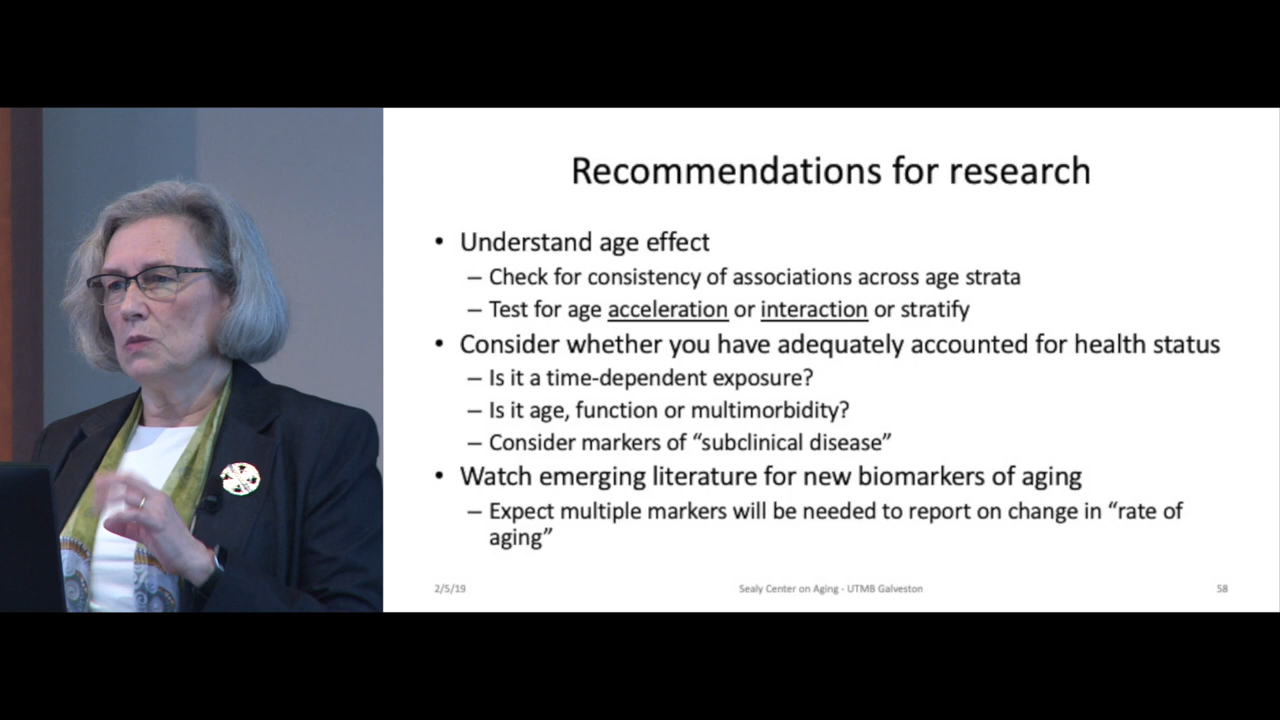 Recommendations for research
• Understand age effect
– Check for consistency of associations across age strata
– Test for age acceleration or interaction or stratify
• Consider whether you have adequately accounted for health status
– Is it a time-dependent exposure?
– Is it age, function or multimorbidity?
– Consider markers of “subclinical disease”
• Watch emerging literature for new biomarkers of aging
– Expect multiple markers will be needed to report on change in “rate of
aging”
2/5/19 Sealy Center on Aging - UTMB Galveston 58